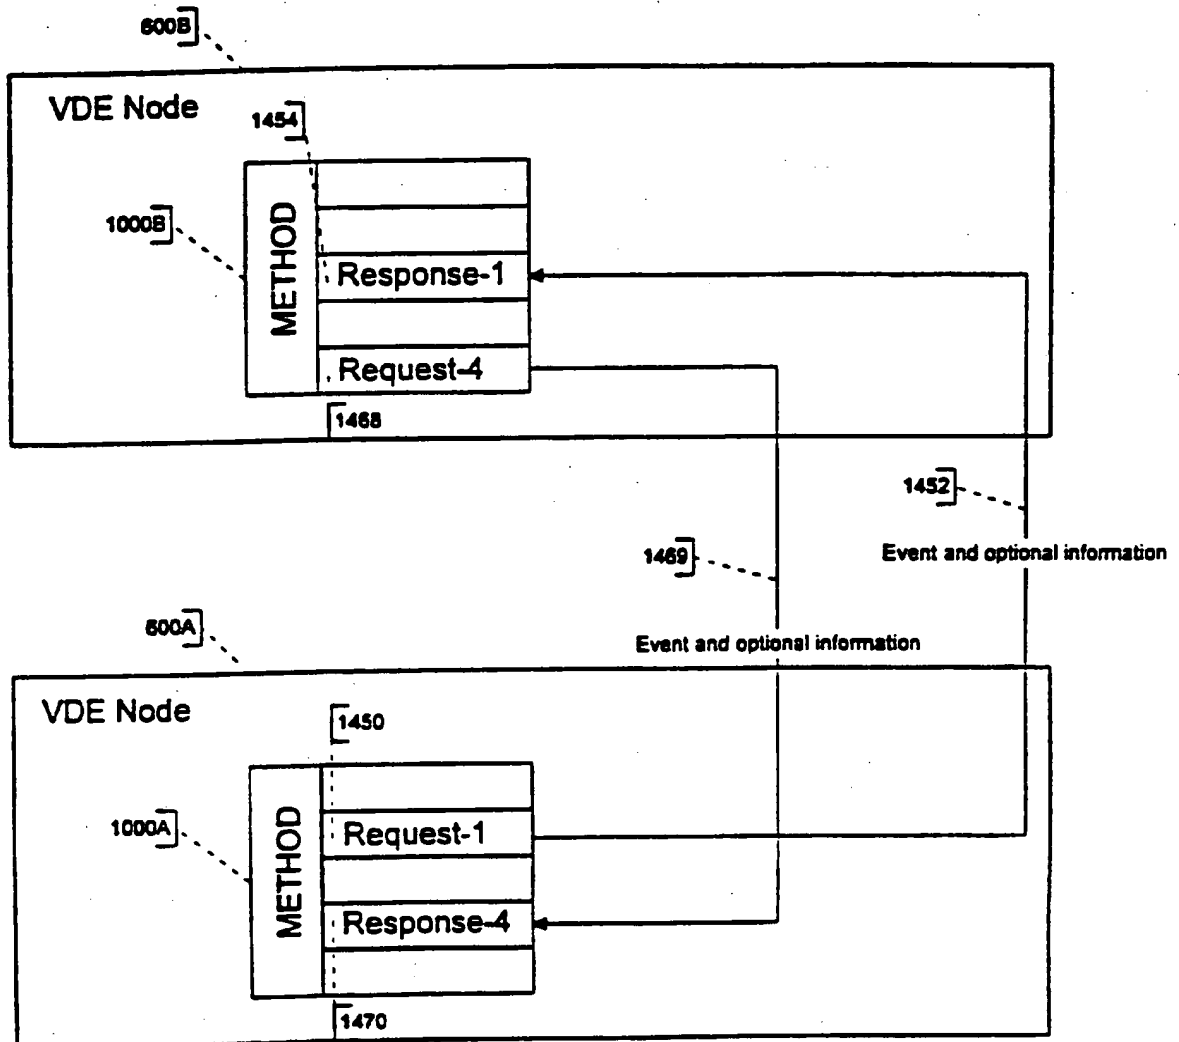 600B
VDE Node
1454
1000B
METHOD
Response-1
Request-4
1468
1452
Event and optional information
1469
600A
Event and optional information
VDE Node
1450
1000A
METHOD
Request-1
Response-4
1470